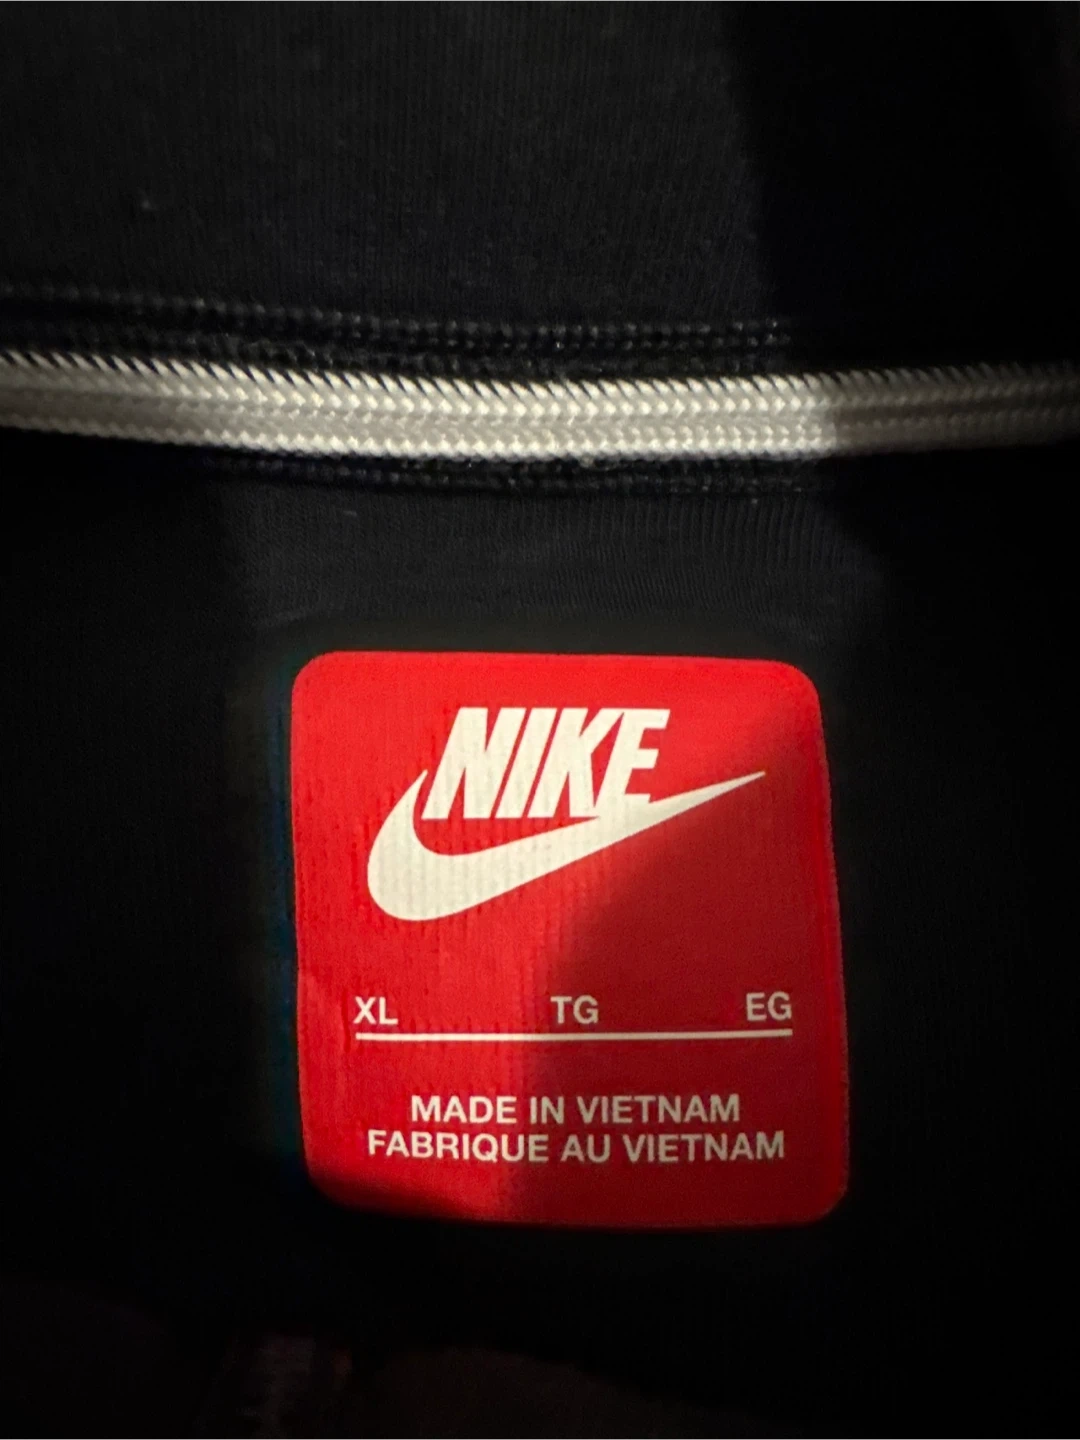 NIKE
XL TG EG
MADE IN VIETNAM
FABRIQUE AU VIETNAM